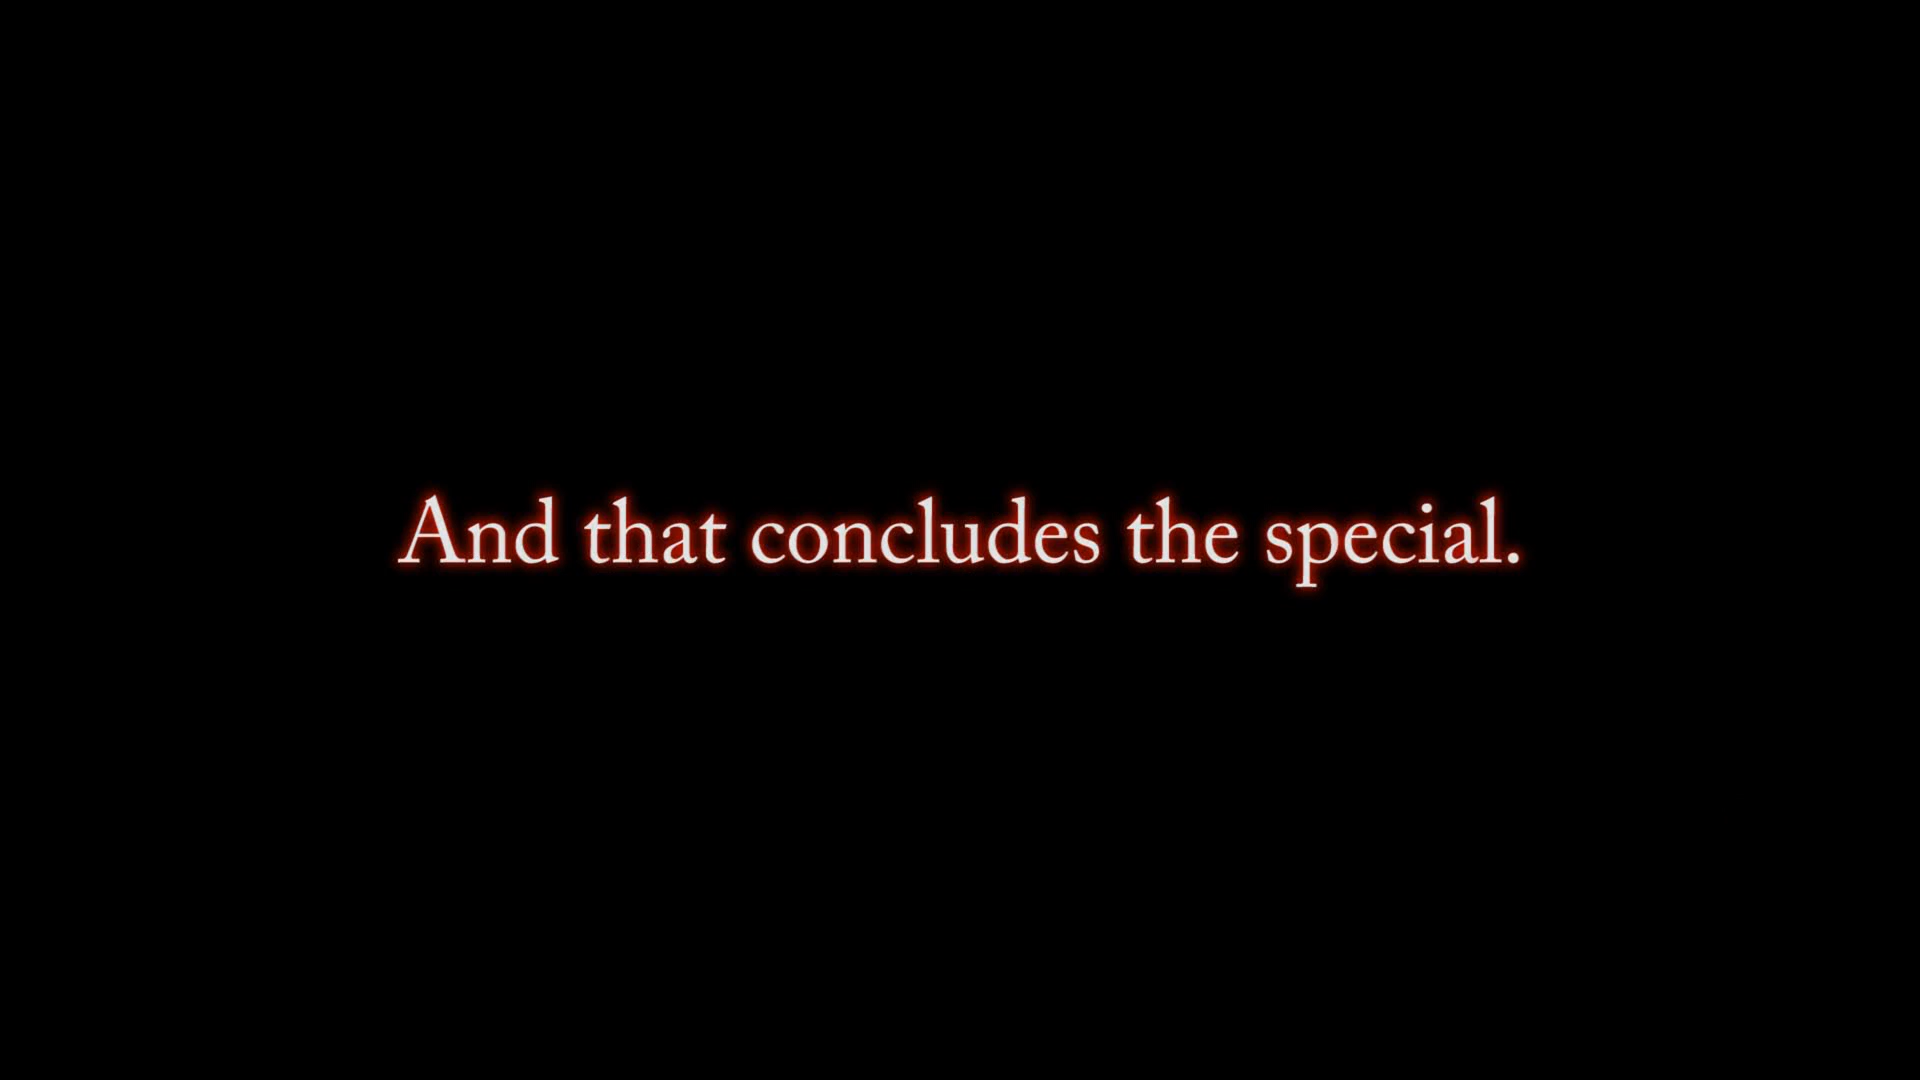 And that concludes the special.